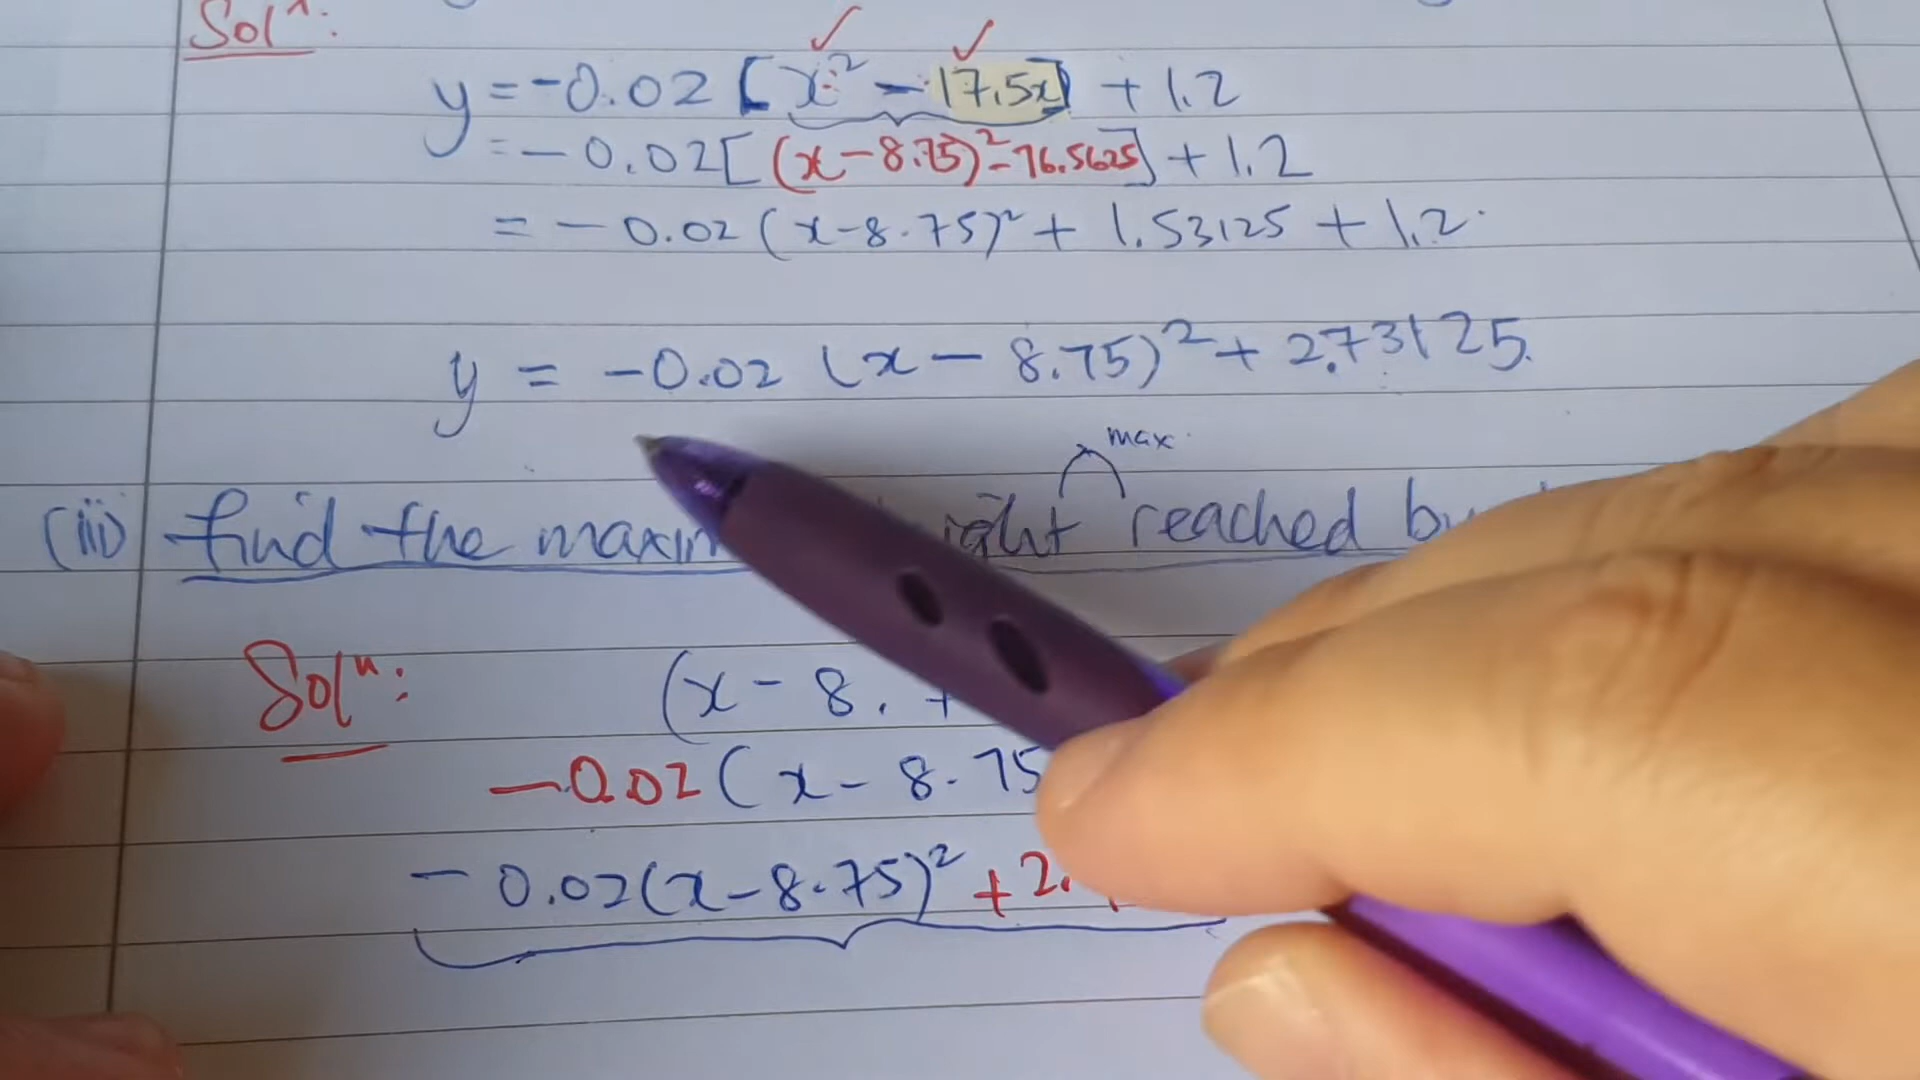 Solⁿ:
y = -0.02 [x² - 17.5x] + 1.2
= -0.02[(x-8.75)² - 76.5625] + 1.2
= -0.02(x-8.75)² + 1.53125 + 1.2
y = -0.02 (x - 8.75)² + 2.73125
max
(iii) find the reached
Solⁿ: (x - 8.
-0.02(x - 8.75
-0.02(x-8.75)² + 2.